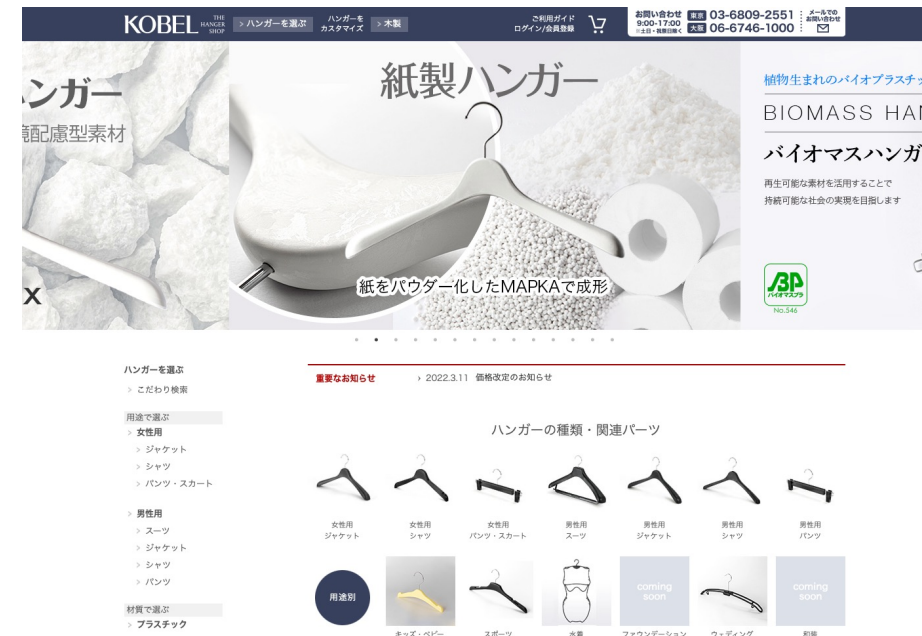 KOBEL THE HANGER SHOP
> ハンガーを選ぶ
ハンガーを
カスタマイズ
> 木製
ご利用ガイド
ログイン/会員登録
お問い合わせ
9:00-17:00
※土日・祝祭日除く
東京 03-6809-2551
大阪 06-6746-1000
メールでの
お問い合わせ
ンガー
配慮型素材
X
紙製ハンガー
紙をパウダー化したMAPKAで成形
植物生まれのバイオプラスチッ
BIOMASS HAN
バイオマスハンガ
再生可能な素材を活用することで
持続可能な社会の実現を目指します
BP
バイオマスプラ
No.546
ハンガーを選ぶ
> こだわり検索
用途で選ぶ
> 女性用
> ジャケット
> シャツ
> パンツ・スカート
> 男性用
> スーツ
> ジャケット
> シャツ
> パンツ
材質で選ぶ
> プラスチック
重要なお知らせ
› 2022.3.11 価格改定のお知らせ
ハンガーの種類・関連パーツ
女性用
ジャケット
女性用
シャツ
女性用
パンツ・スカート
男性用
スーツ
男性用
ジャケット
男性用
シャツ
男性用
パンツ
用途別
キッズ・ベビー
スポーツ
水着
coming
soon
ファウンデーション
ウェディング
coming
soon
和装